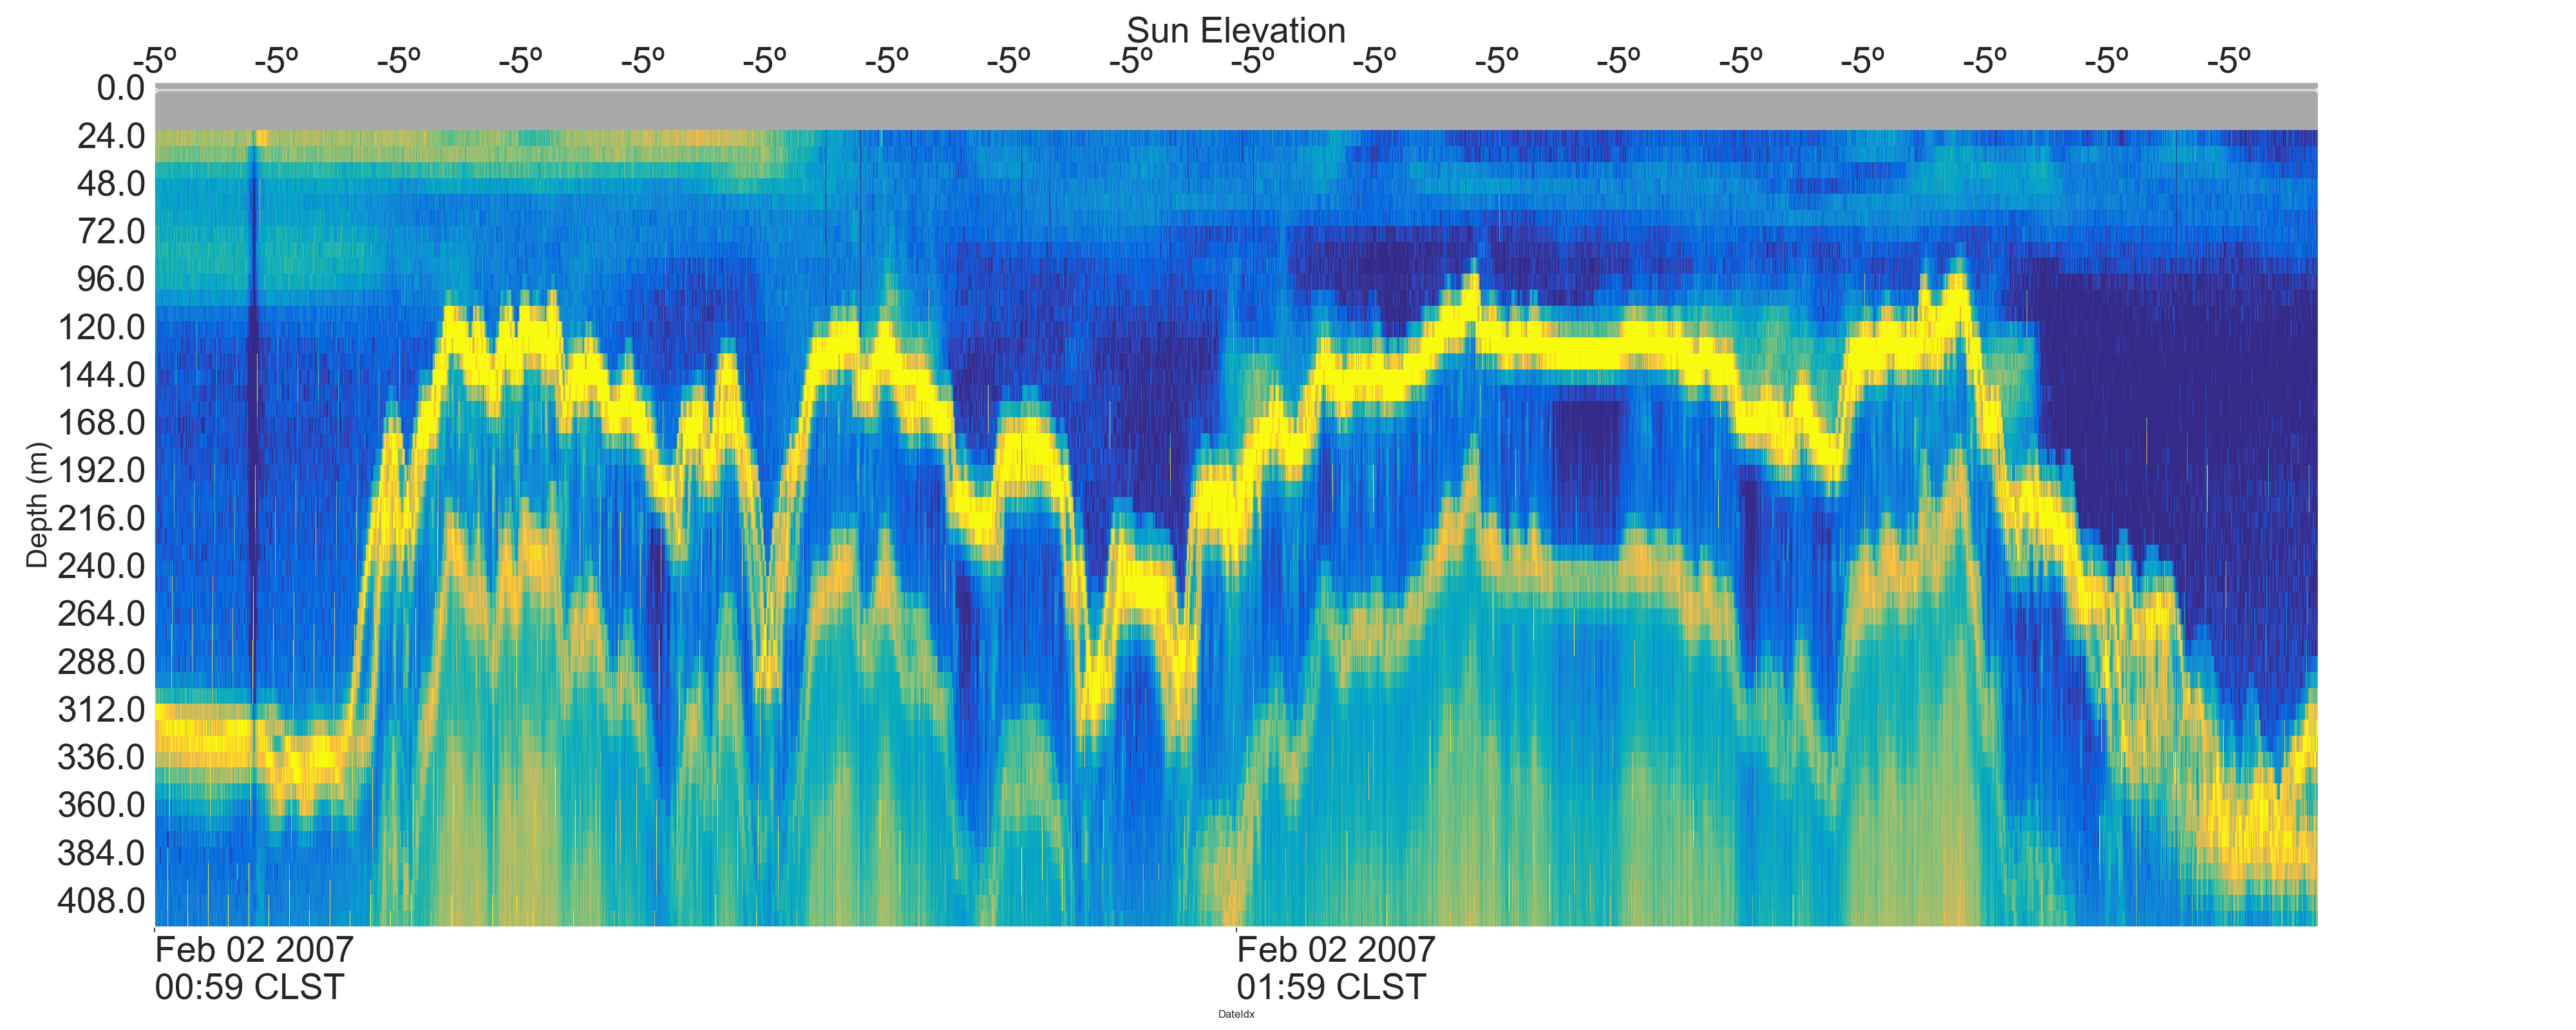 Sun Elevation
-5º -5º -5º -5º -5º -5º -5º -5º -5º -5º -5º -5º -5º -5º -5º -5º -5º -5º
0.0
24.0
48.0
72.0
96.0
120.0
144.0
168.0
192.0
216.0
240.0
264.0
288.0
312.0
336.0
360.0
384.0
408.0
Depth (m)
Feb 02 2007
00:59 CLST
Feb 02 2007
01:59 CLST
DateIdx